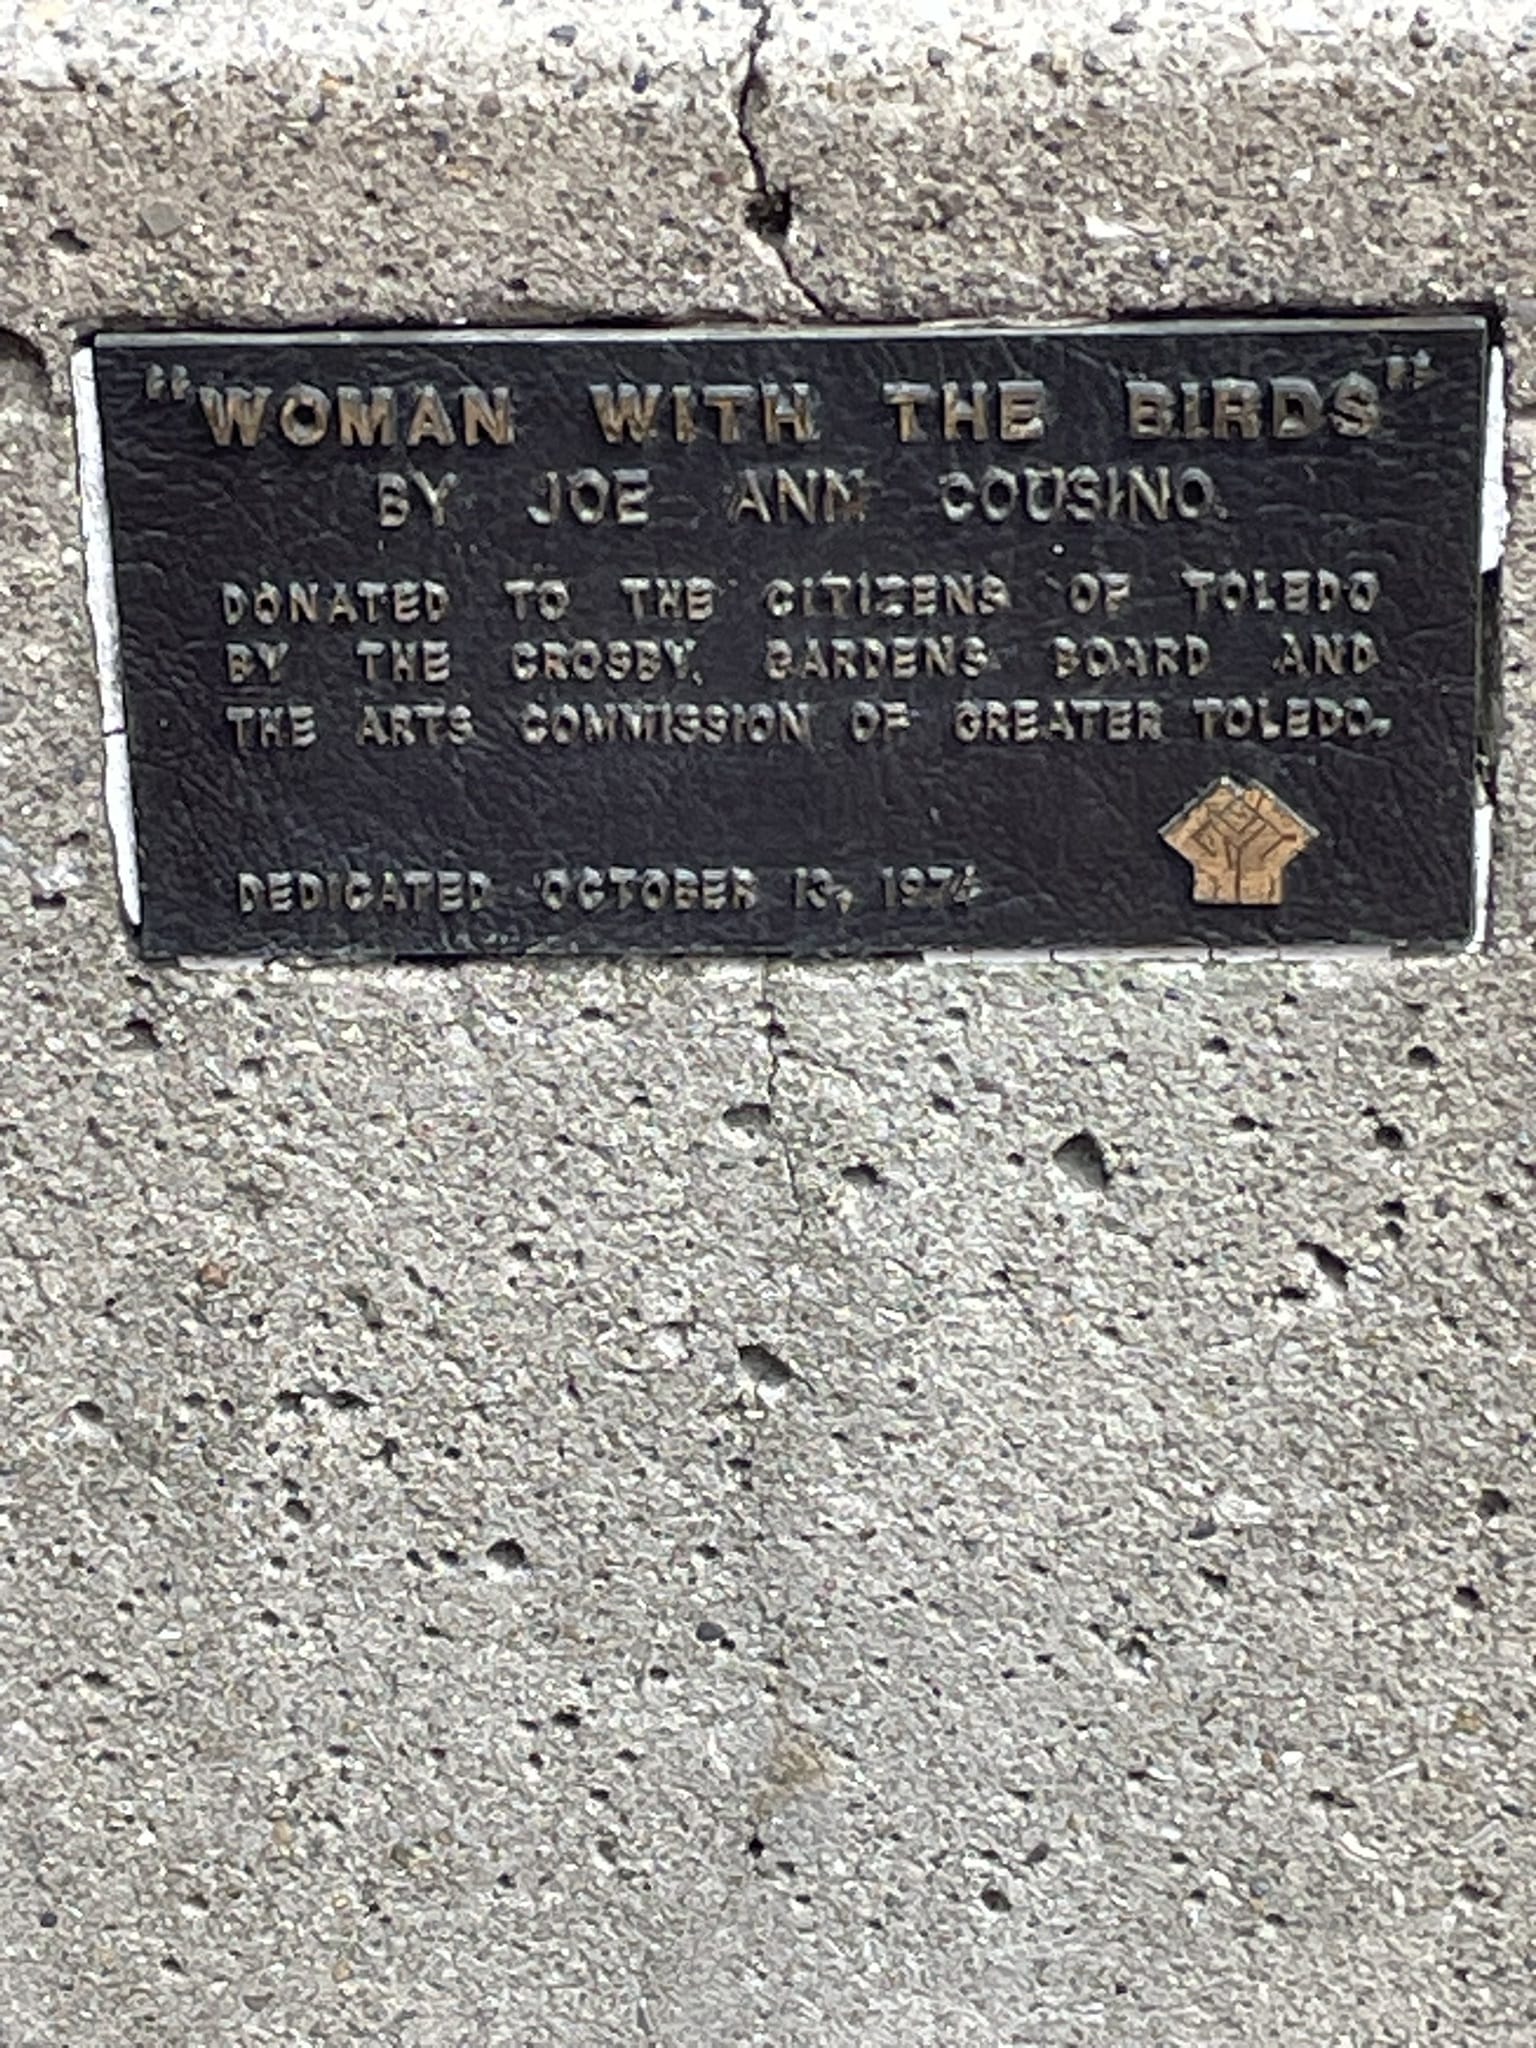 "WOMAN WITH THE BIRDS"
BY JOE ANN COUSINO
DONATED TO THE CITIZENS OF TOLEDO
BY THE CROSBY GARDENS BOARD AND
THE ARTS COMMISSION OF GREATER TOLEDO.
DEDICATED OCTOBER 13, 1974